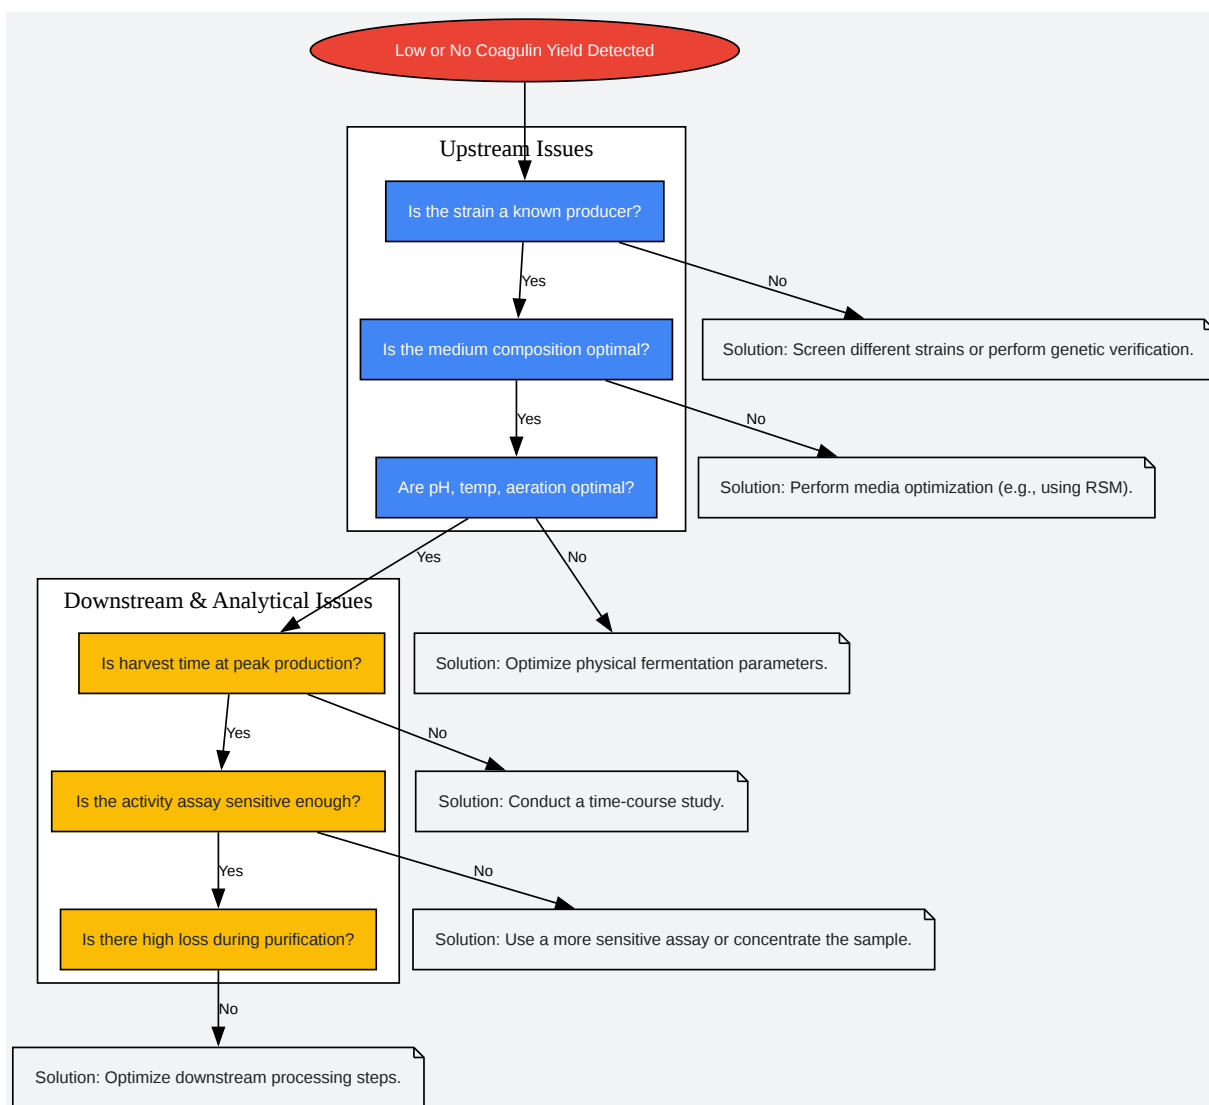 Low or No Coagulin Yield Detected
Upstream Issues
Is the strain a known producer?
Yes
No
Is the medium composition optimal?
Solution: Screen different strains or perform genetic verification.
Yes
No
Are pH, temp, aeration optimal?
Solution: Perform media optimization (e.g., using RSM).
Yes
No
Downstream & Analytical Issues
Is harvest time at peak production?
Solution: Optimize physical fermentation parameters.
Yes
No
Is the activity assay sensitive enough?
Solution: Conduct a time-course study.
Yes
No
Is there high loss during purification?
Solution: Use a more sensitive assay or concentrate the sample.
No
Solution: Optimize downstream processing steps.